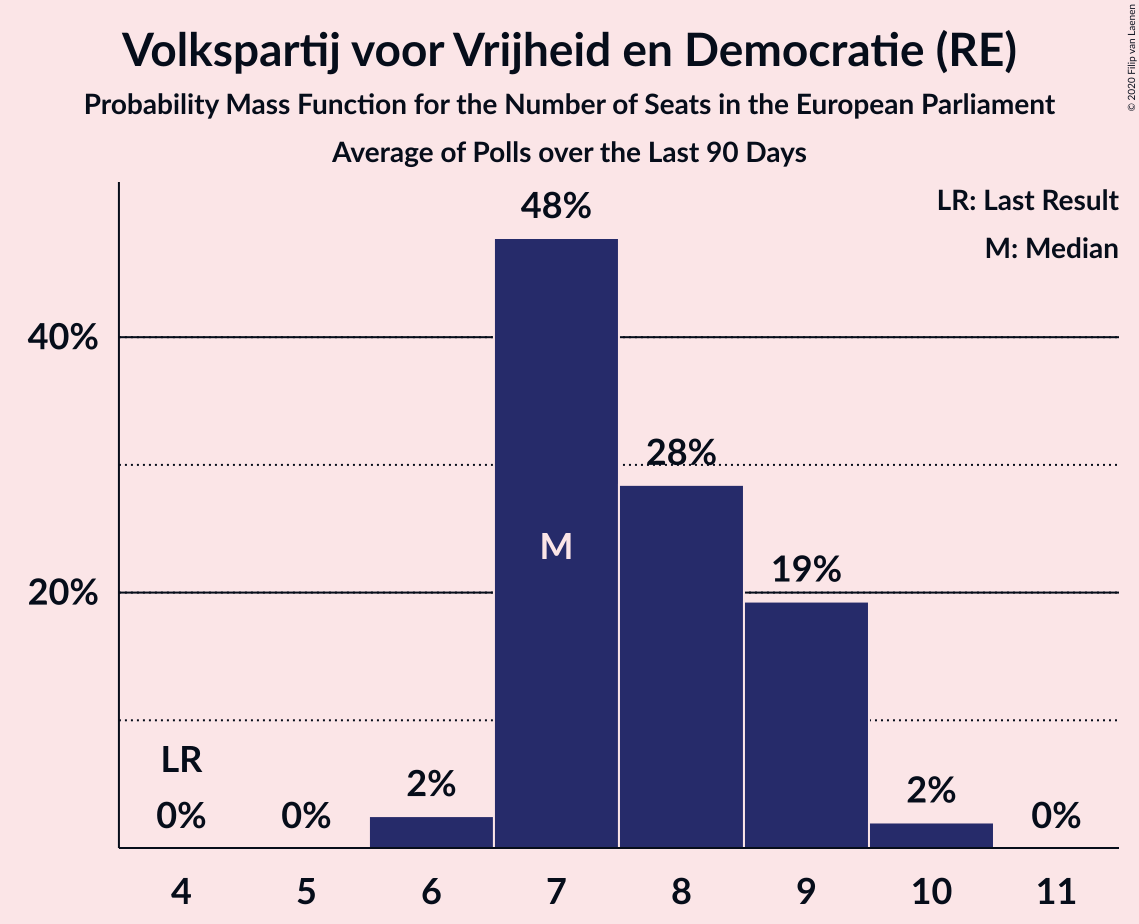 Volkspartij voor Vrijheid en Democratie (RE)
Probability Mass Function for the Number of Seats in the European Parliament
Average of Polls over the Last 90 Days
© 2020 Filip van Laenen
LR: Last Result
M: Median
48%
40%
28%
M
20%
19%
LR
0%
0%
2%
2%
0%
4 5 6 7 8 9 10 11